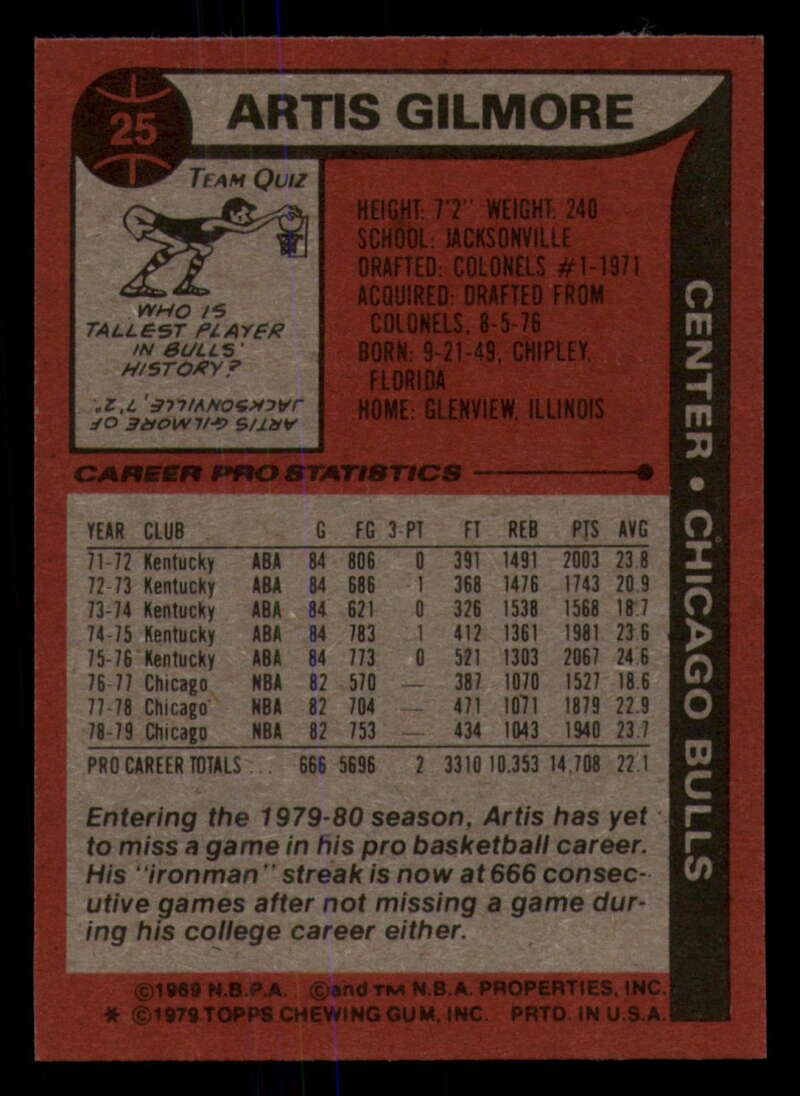 25
ARTIS GILMORE
TEAM QUIZ
WHO IS
TALLEST PLAYER
IN BULLS'
HISTORY?
ARTIS GILMORE OF
JACKSONVILLE, 7'2".
HEIGHT: 7'2" WEIGHT: 240
SCHOOL: JACKSONVILLE
DRAFTED: COLONELS #1-1971
ACQUIRED: DRAFTED FROM
COLONELS, 8-5-76
BORN: 9-21-49, CHIPLEY,
FLORIDA
HOME: GLENVIEW, ILLINOIS
CENTER • CHICAGO BULLS
CAREER PRO STATISTICS
YEAR CLUB G FG 3-PT FT REB PTS AVG
71-72 Kentucky ABA 84 806 0 391 1491 2003 23.8
72-73 Kentucky ABA 84 686 1 368 1476 1743 20.9
73-74 Kentucky ABA 84 621 0 326 1538 1568 18.7
74-75 Kentucky ABA 84 783 1 412 1361 1981 23.6
75-76 Kentucky ABA 84 773 0 521 1303 2067 24.6
76-77 Chicago NBA 82 570 — 387 1070 1527 18.6
77-78 Chicago NBA 82 704 — 471 1071 1879 22.9
78-79 Chicago NBA 82 753 — 434 1043 1940 23.7
PRO CAREER TOTALS ... 666 5696 2 3310 10,353 14,708 22.1
Entering the 1979-80 season, Artis has yet
to miss a game in his pro basketball career.
His "ironman" streak is now at 666 consec-
utive games after not missing a game dur-
ing his college career either.
©1969 N.B.P.A. ©and TM N.B.A. PROPERTIES, INC.
* ©1979 TOPPS CHEWING GUM, INC. PRTD. IN U.S.A.